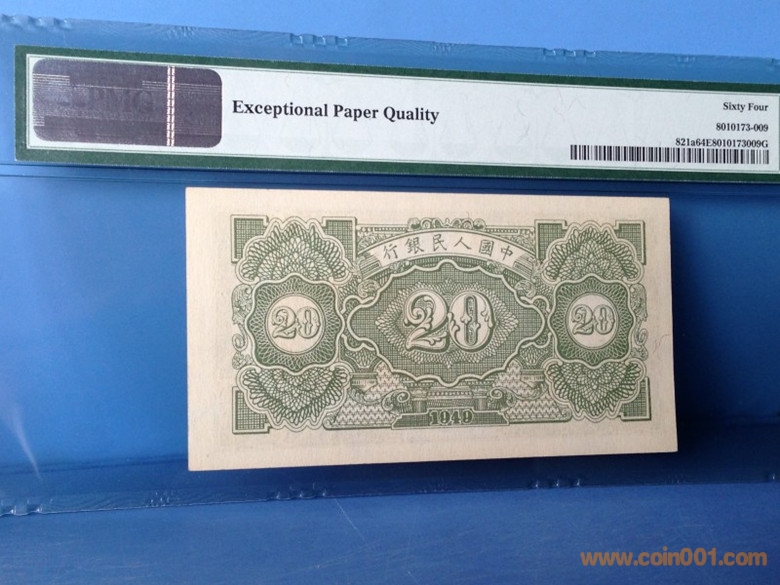 PMG
Exceptional Paper Quality
Sixty Four
8010173-009
821a64E8010173009G
行銀民人國中
20
20
20
1949
www.coin001.com